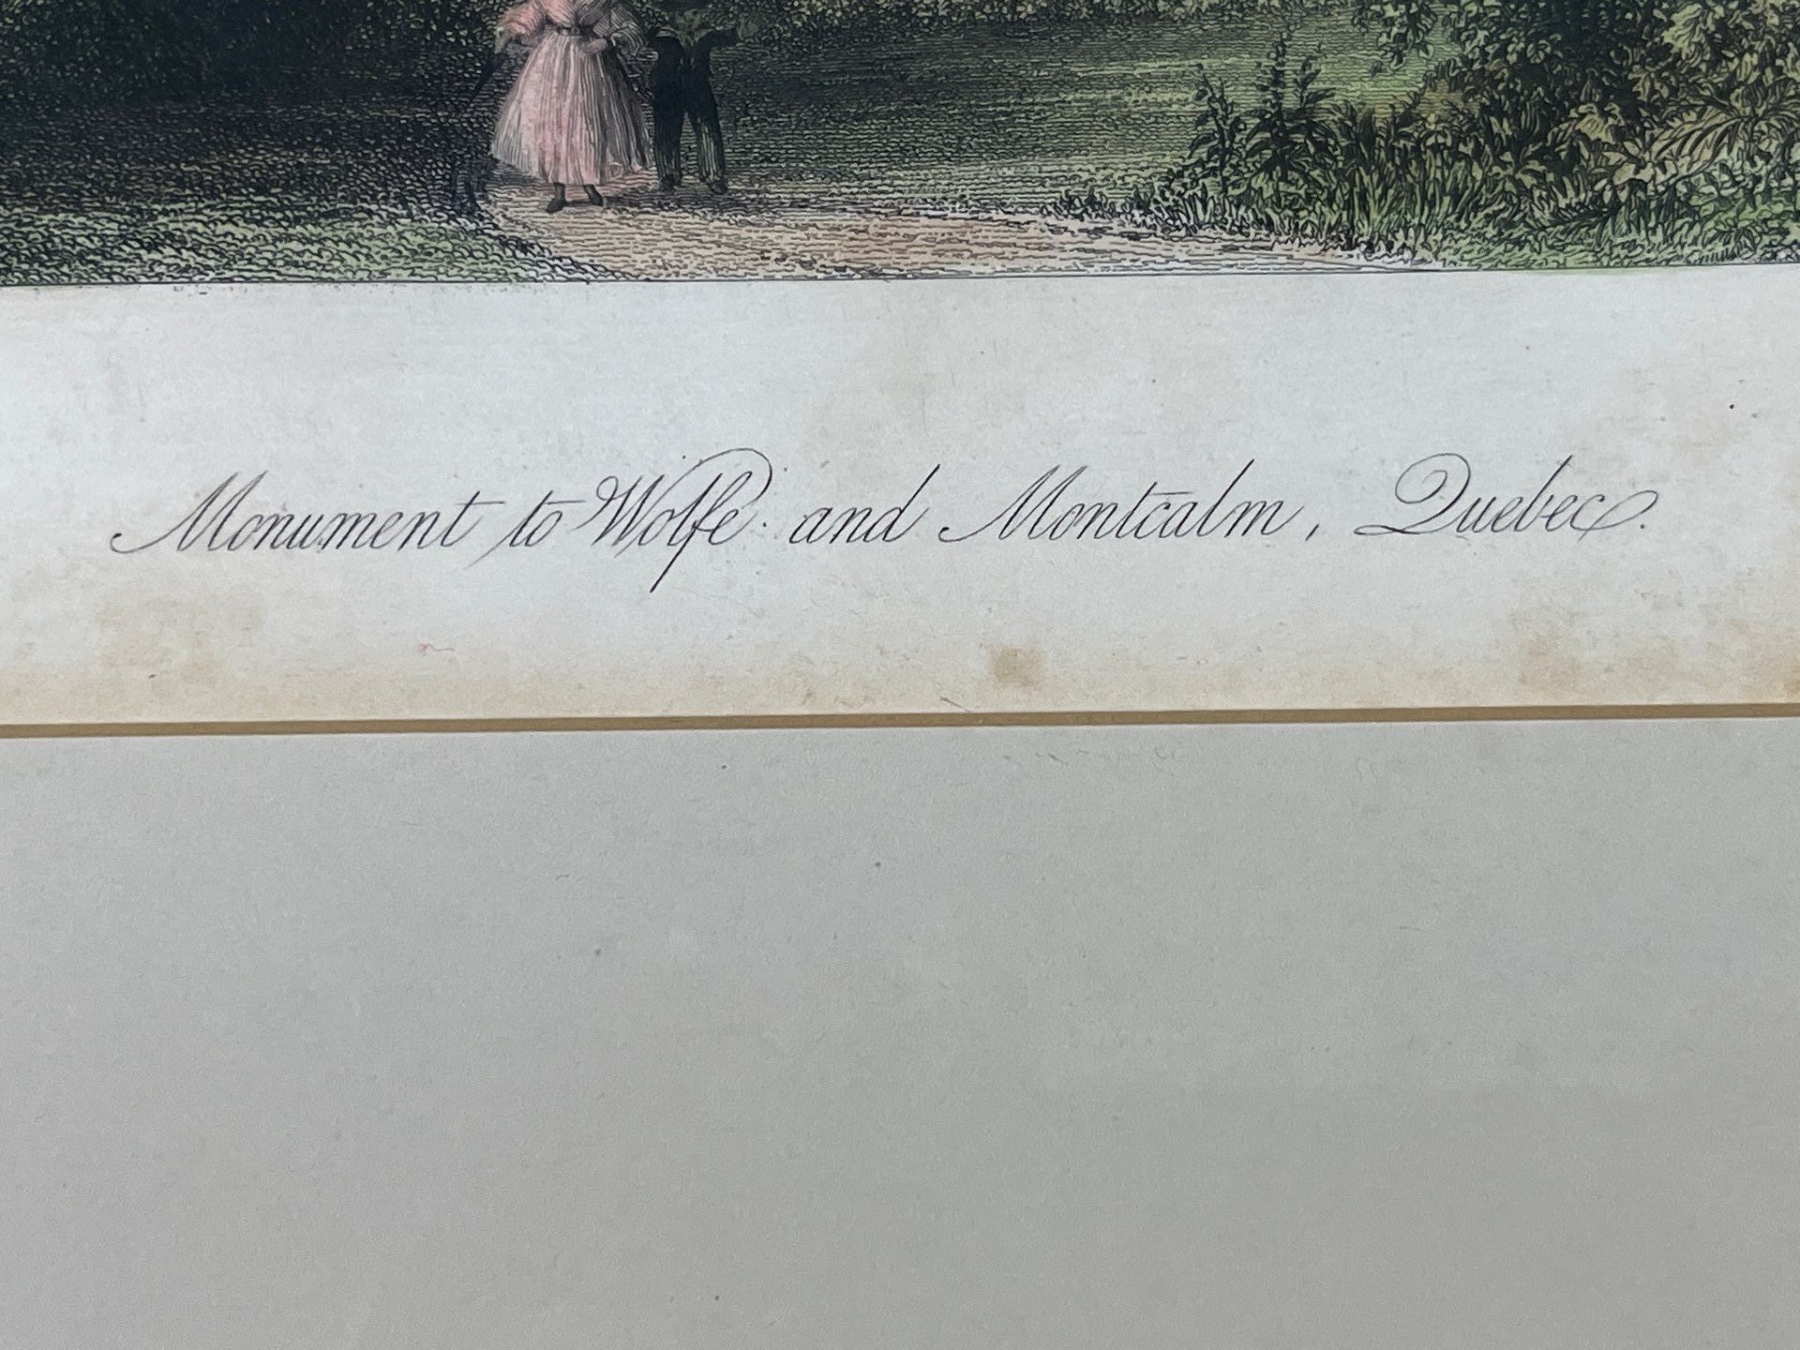 Monument to Wolfe and Montcalm, Quebec.